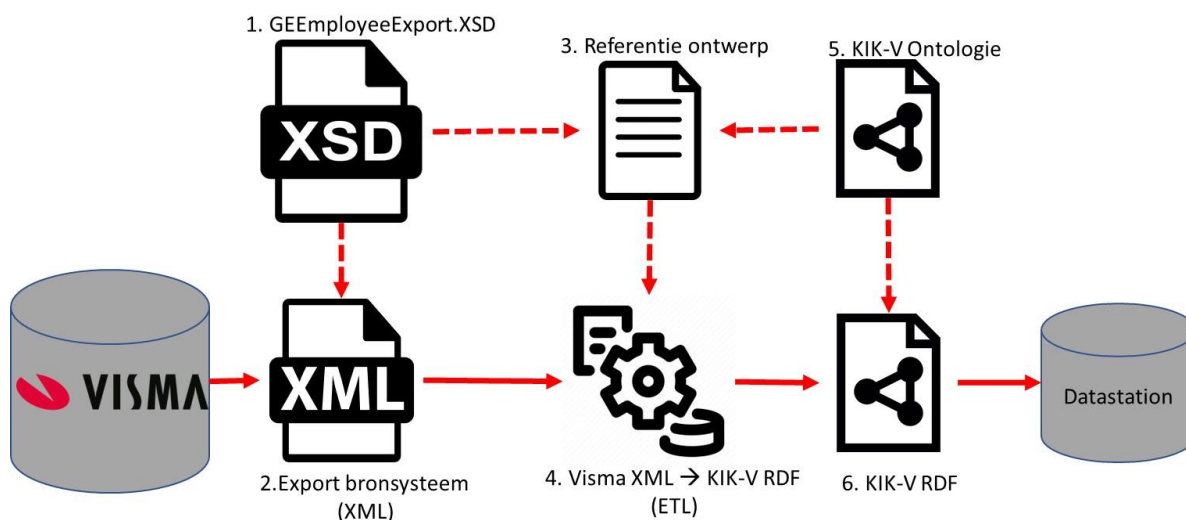 1. GEEmployeeExport.XSD
3. Referentie ontwerp
5. KIK-V Ontologie
XSD
VISMA
XML
Datastation
2.Export bronsysteem
(XML)
4. Visma XML → KIK-V RDF
(ETL)
6. KIK-V RDF